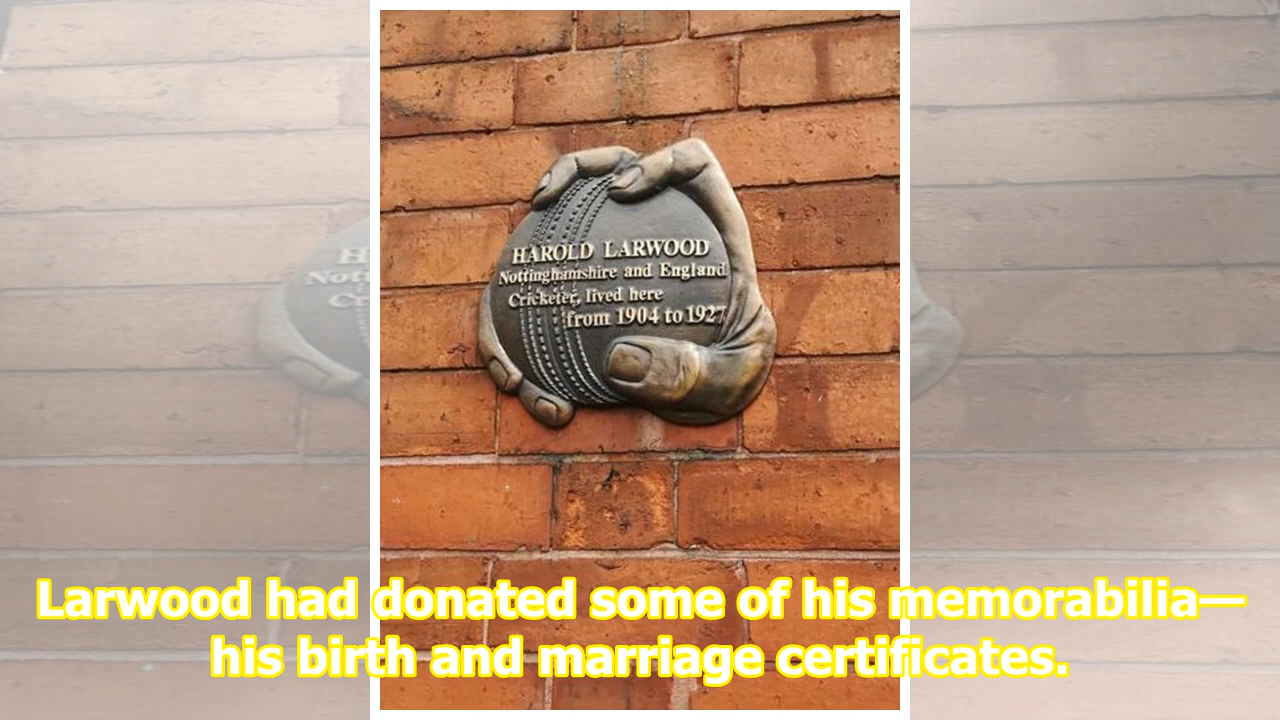 HAROLD LARWOOD
Nottinghamshire and England
Cricketer, lived here
from 1904 to 1927
Larwood had donated some of his memorabilia—
his birth and marriage certificates.